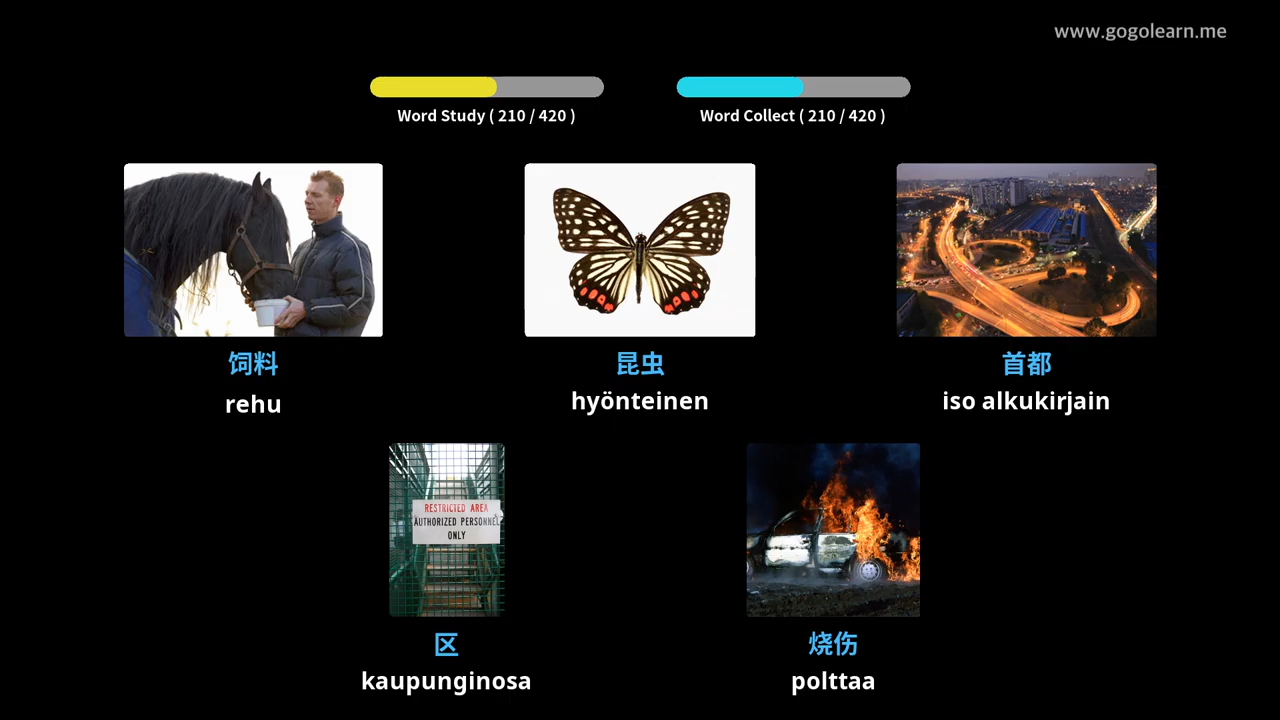 www.gogolearn.me
Word Study ( 210 / 420 )
Word Collect ( 210 / 420 )
饲料
rehu
昆虫
hyönteinen
首都
iso alkukirjain
RESTRICTED AREA
AUTHORIZED PERSONNEL
ONLY
区
kaupunginosa
烧伤
polttaa